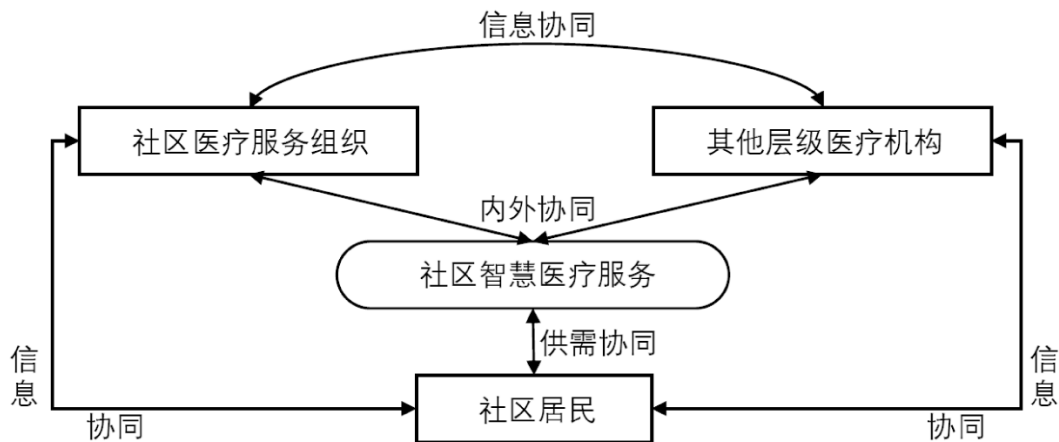 信息协同
社区医疗服务组织
其他层级医疗机构
内外协同
社区智慧医疗服务
供需协同
信息
信息
社区居民
协同
协同